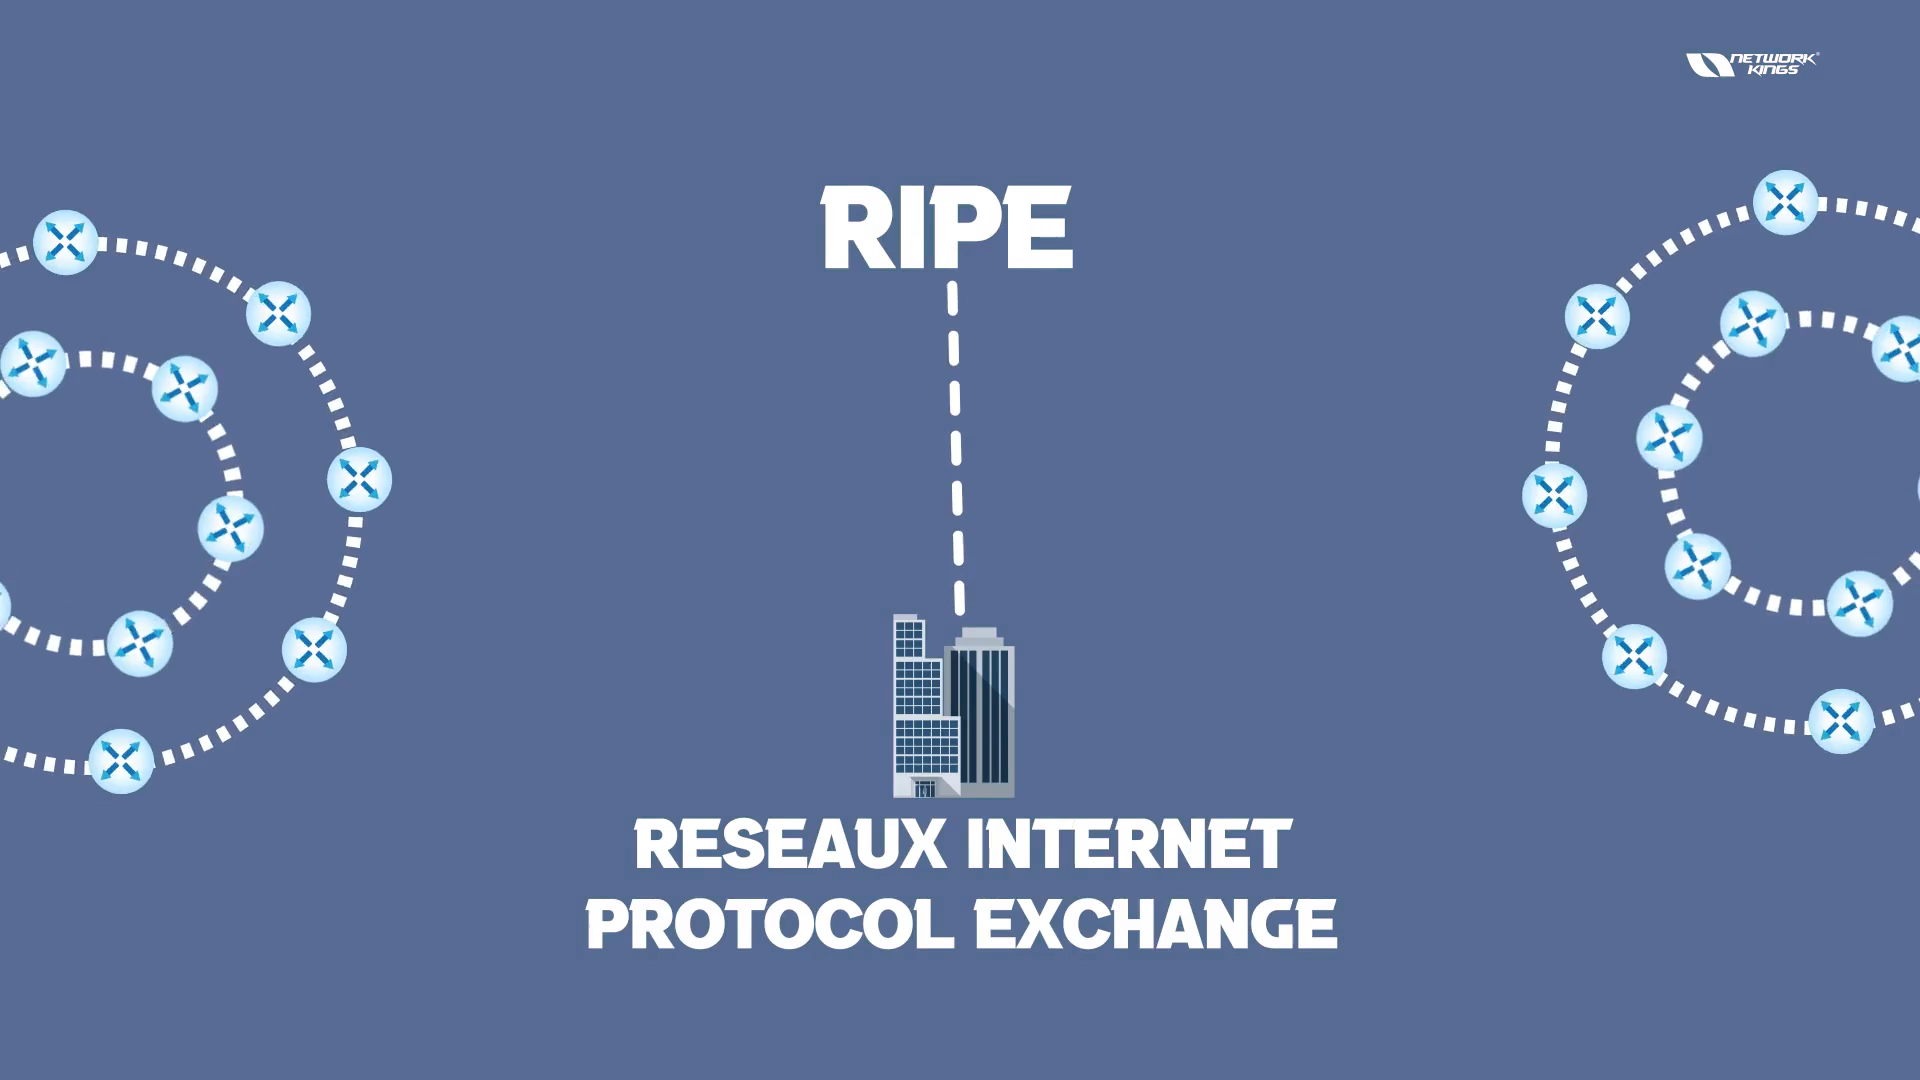 NETWORK
KINGS
RIPE
RESEAUX INTERNET
PROTOCOL EXCHANGE